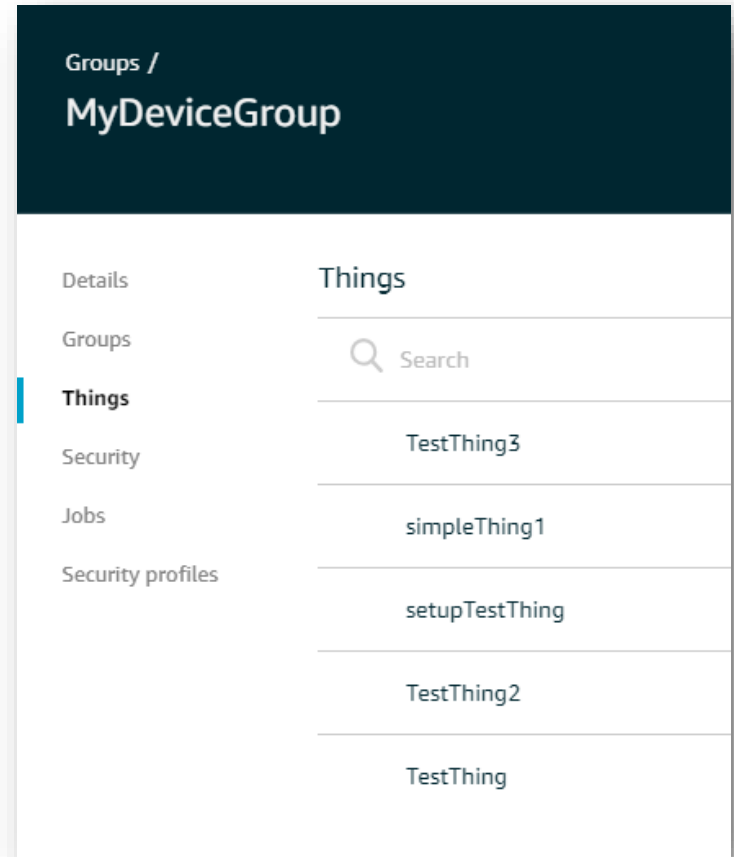 Groups /
MyDeviceGroup
Details
Groups
Things
Security
Jobs
Security profiles
Things
Search
TestThing3
simpleThing1
setupTestThing
TestThing2
TestThing